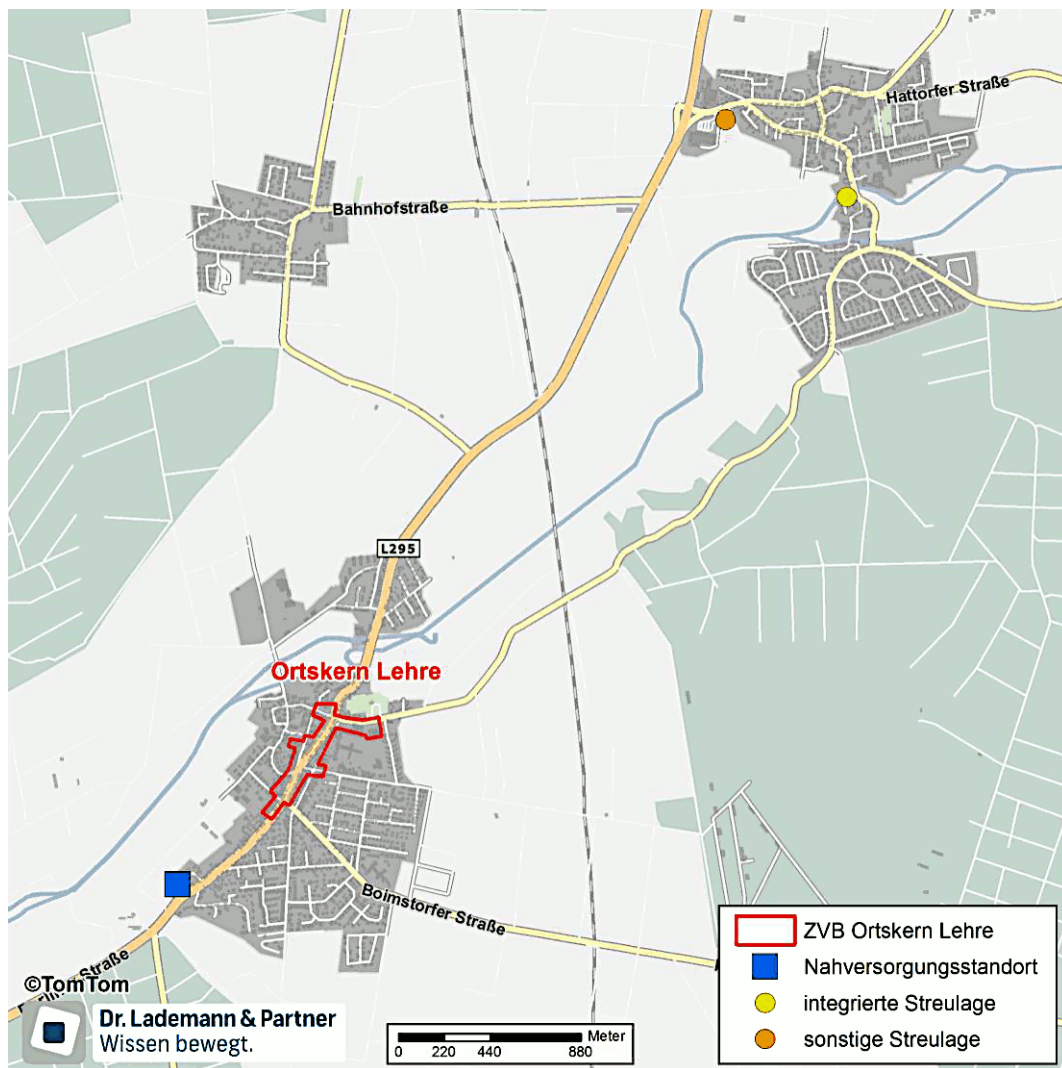 Hattorfer Straße
Bahnhofstraße
L295
Ortskern Lehre
Boimstorfer Straße
Straße
©TomTom
Dr. Lademann & Partner
Wissen bewegt.
Meter
0 220 440 880
ZVB Ortskern Lehre
Nahversorgungsstandort
integrierte Streulage
sonstige Streulage